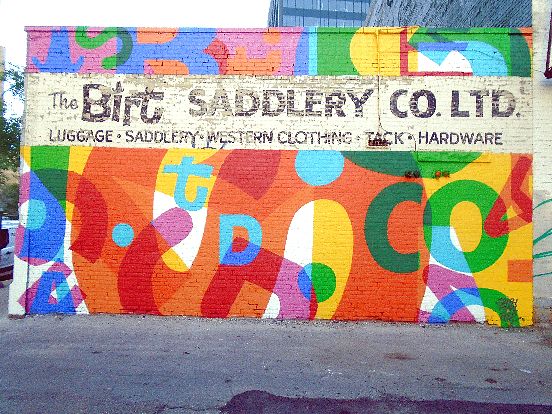 The Birt SADDLERY CO. LTD.
LUGGAGE • SADDLERY • WESTERN CLOTHING • TACK • HARDWARE
t
D
C
O